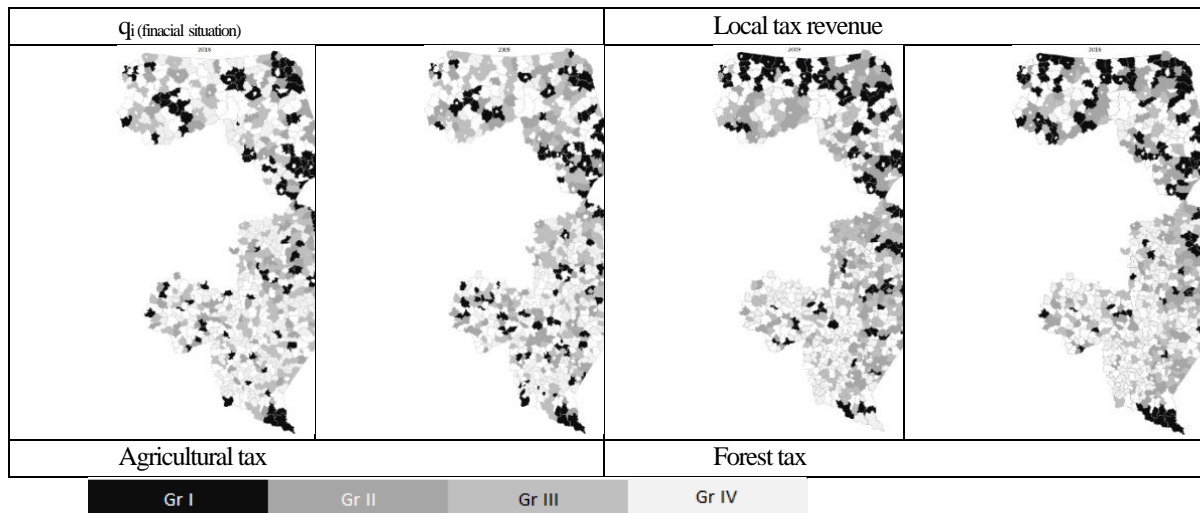 qi (finacial situation)
Local tax revenue
2018
2009
2009
2018
Agricultural tax
Forest tax
Gr I
Gr II
Gr III
Gr IV